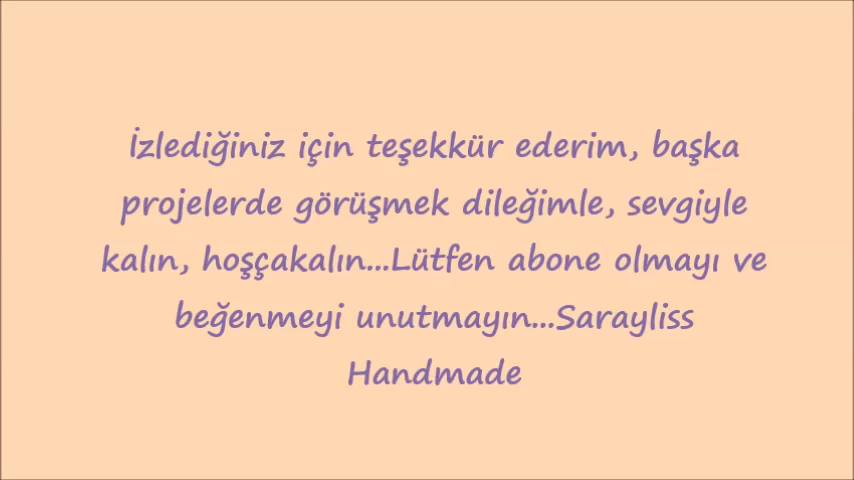 İzlediğiniz için teşekkür ederim, başka
projelerde görüşmek dileğimle, sevgiyle
kalın, hoşçakalın...Lütfen abone olmayı ve
beğenmeyi unutmayın...Sarayliss
Handmade